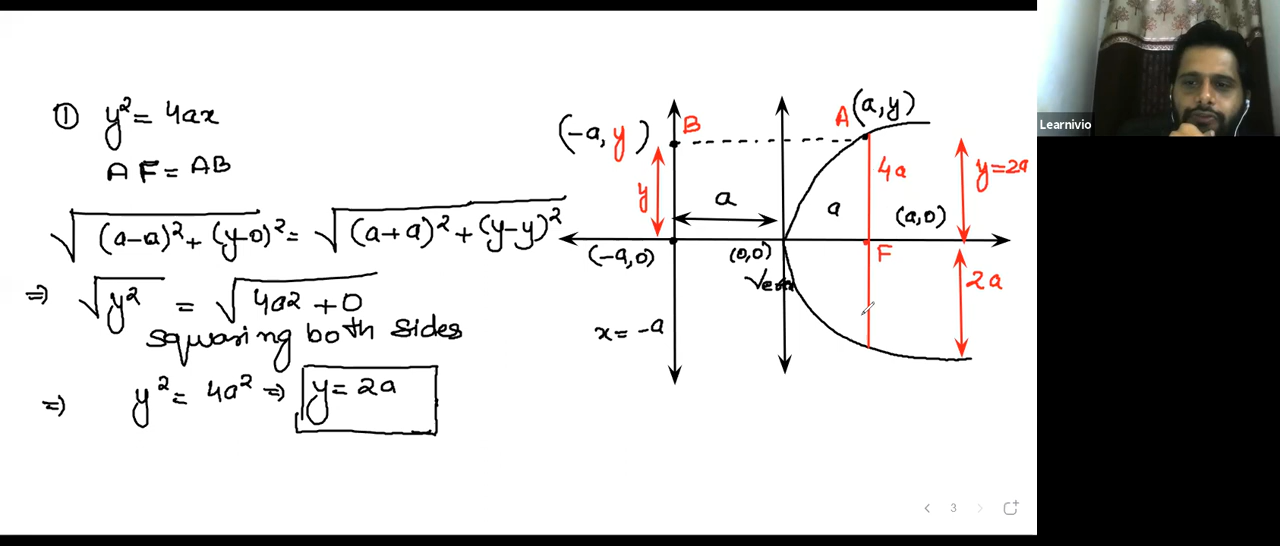 ① y² = 4ax
AF = AB
√(a-a)² + (y-0)² = √(a+a)² + (y-y)²
⇒ √y² = √4a² + 0
squaring both sides
⇒ y² = 4a² ⇒ y = 2a
(-a, y)
B
A
(a, y)
y
a
a
4a
(a,0)
y=2a
(-a,0)
(0,0)
F
2a
x = -a
3
Learnivio